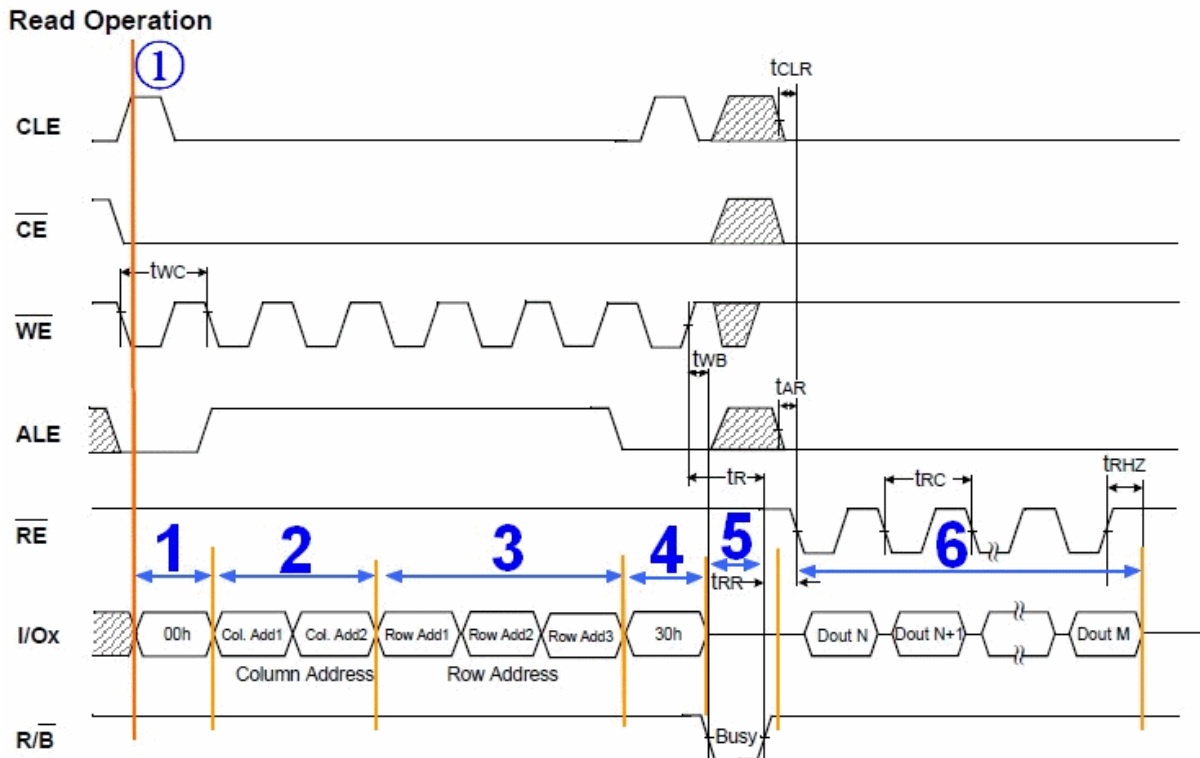 Read Operation
①
tCLR
CLE
CE
tWC
WE
tWB
tAR
ALE
tR
tRC
tRHZ
RE
1 2 3 4 5 6
tRR
I/Ox
00h Col. Add1 Col. Add2 Row Add1 Row Add2 Row Add3 30h Dout N Dout N+1 Dout M
Column Address Row Address
R/B
Busy